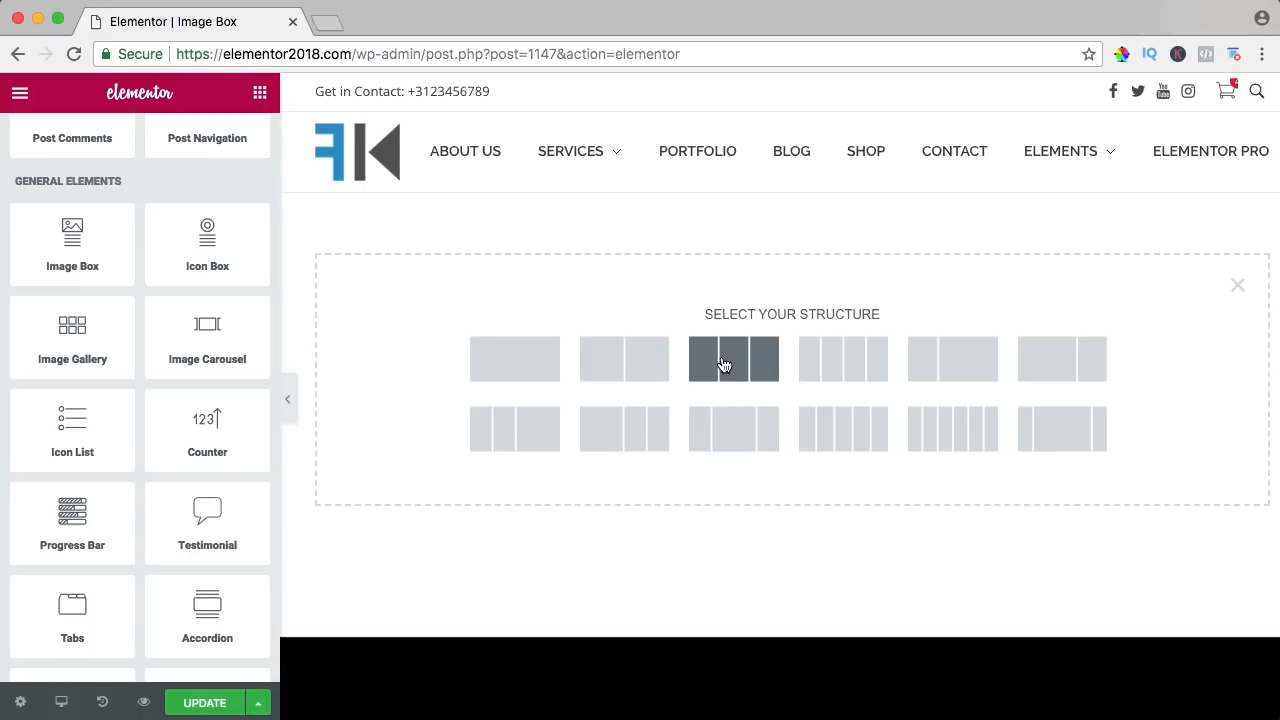 Elementor | Image Box
Secure
https://elementor2018.com/wp-admin/post.php?post=1147&action=elementor
elementor
Get in Contact: +3123456789
You
Tube
FK
ABOUT US SERVICES PORTFOLIO BLOG SHOP CONTACT ELEMENTS ELEMENTOR PRO
Post Comments Post Navigation
GENERAL ELEMENTS
Image Box Icon Box
Image Gallery Image Carousel
123
Icon List Counter
Progress Bar Testimonial
Tabs Accordion
UPDATE
SELECT YOUR STRUCTURE